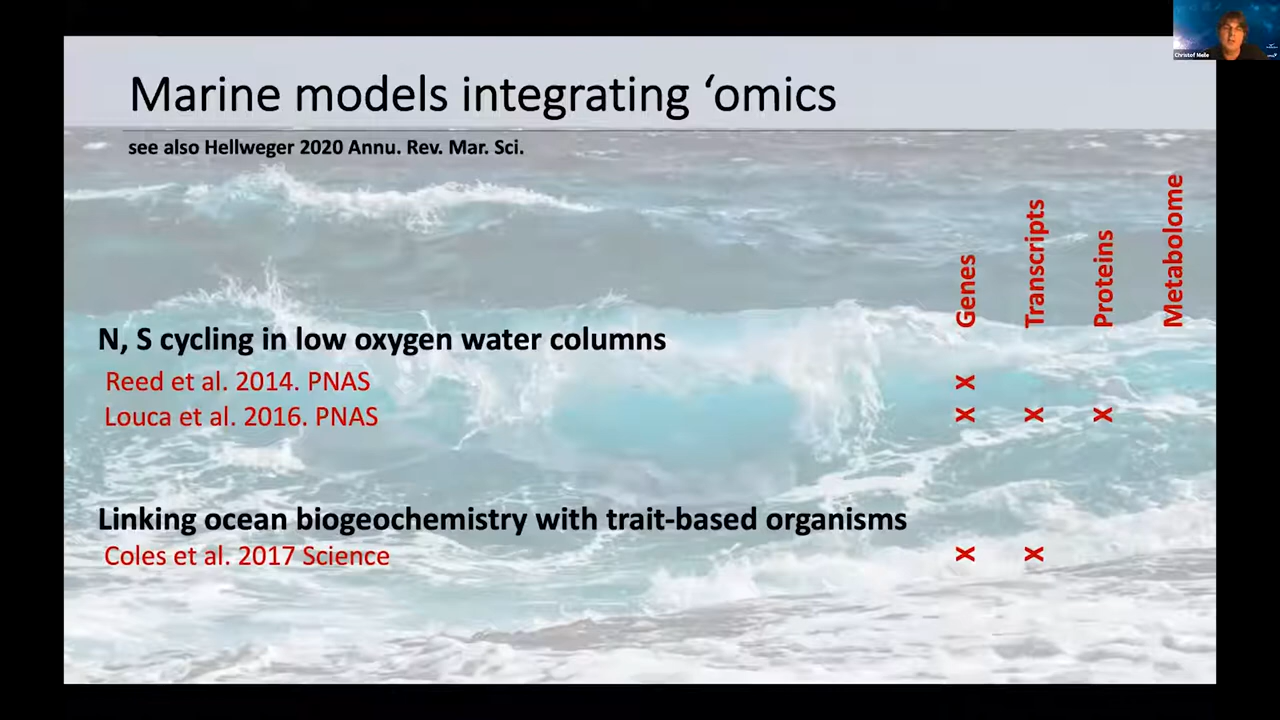 Marine models integrating ‘omics
see also Hellweger 2020 Annu. Rev. Mar. Sci.
Genes
Transcripts
Proteins
Metabolome
N, S cycling in low oxygen water columns
Reed et al. 2014. PNAS X
Louca et al. 2016. PNAS X X X
Linking ocean biogeochemistry with trait-based organisms
Coles et al. 2017 Science X X
Christof Meile